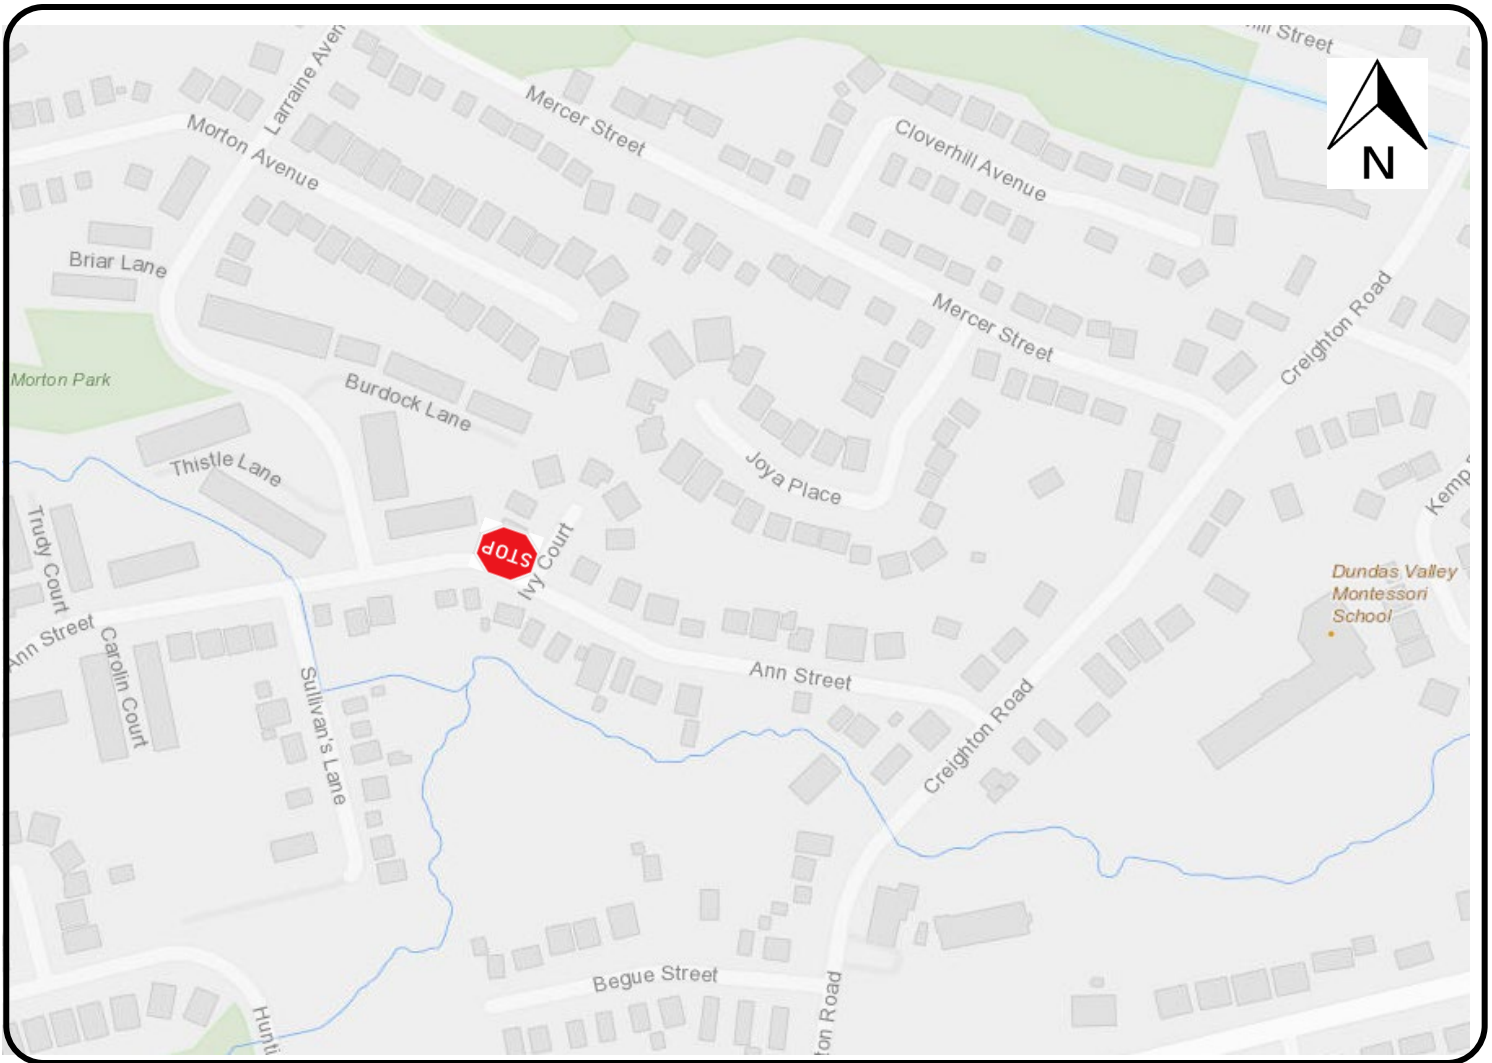 ill Street
Larraine Aven
Mercer Street
Morton Avenue
Cloverhill Avenue
N
Briar Lane
Mercer Street
Creighton Road
Morton Park
Burdock Lane
Thistle Lane
Joya Place
Kemp
Trudy Court
STOP
Ivy Court
Dundas Valley
Montessori
School
Ann Street
Carolin Court
Sullivan's Lane
Ann Street
Creighton Road
Begue Street
Hunti
ton Road